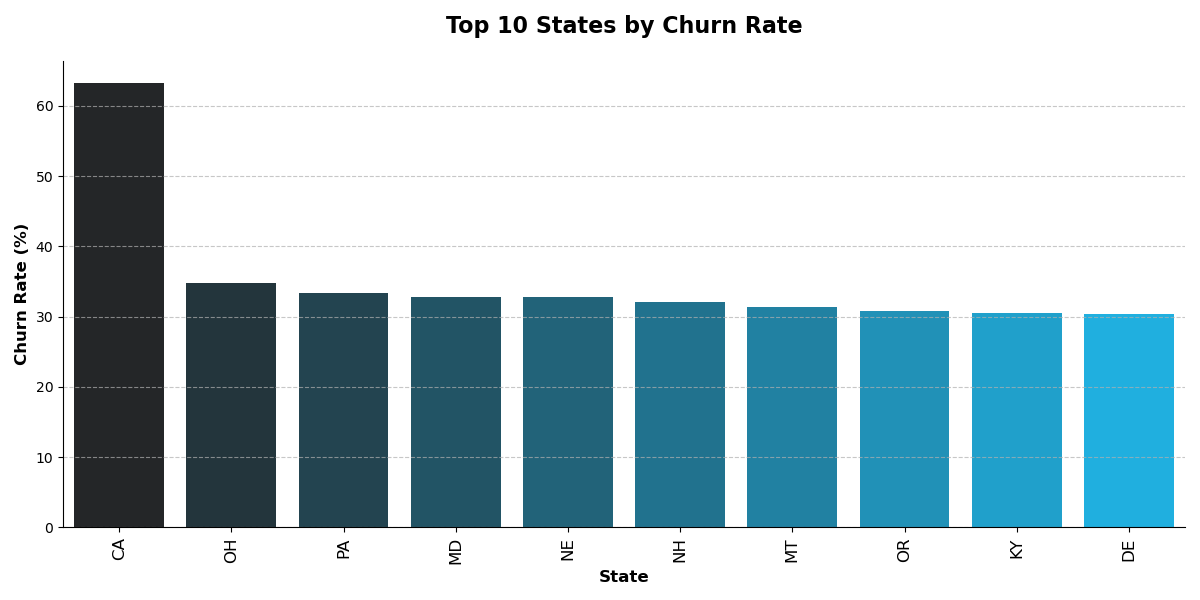 Top 10 States by Churn Rate
Churn Rate (%)
60
50
40
30
20
10
0
CA OH PA MD NE NH MT OR KY DE
State